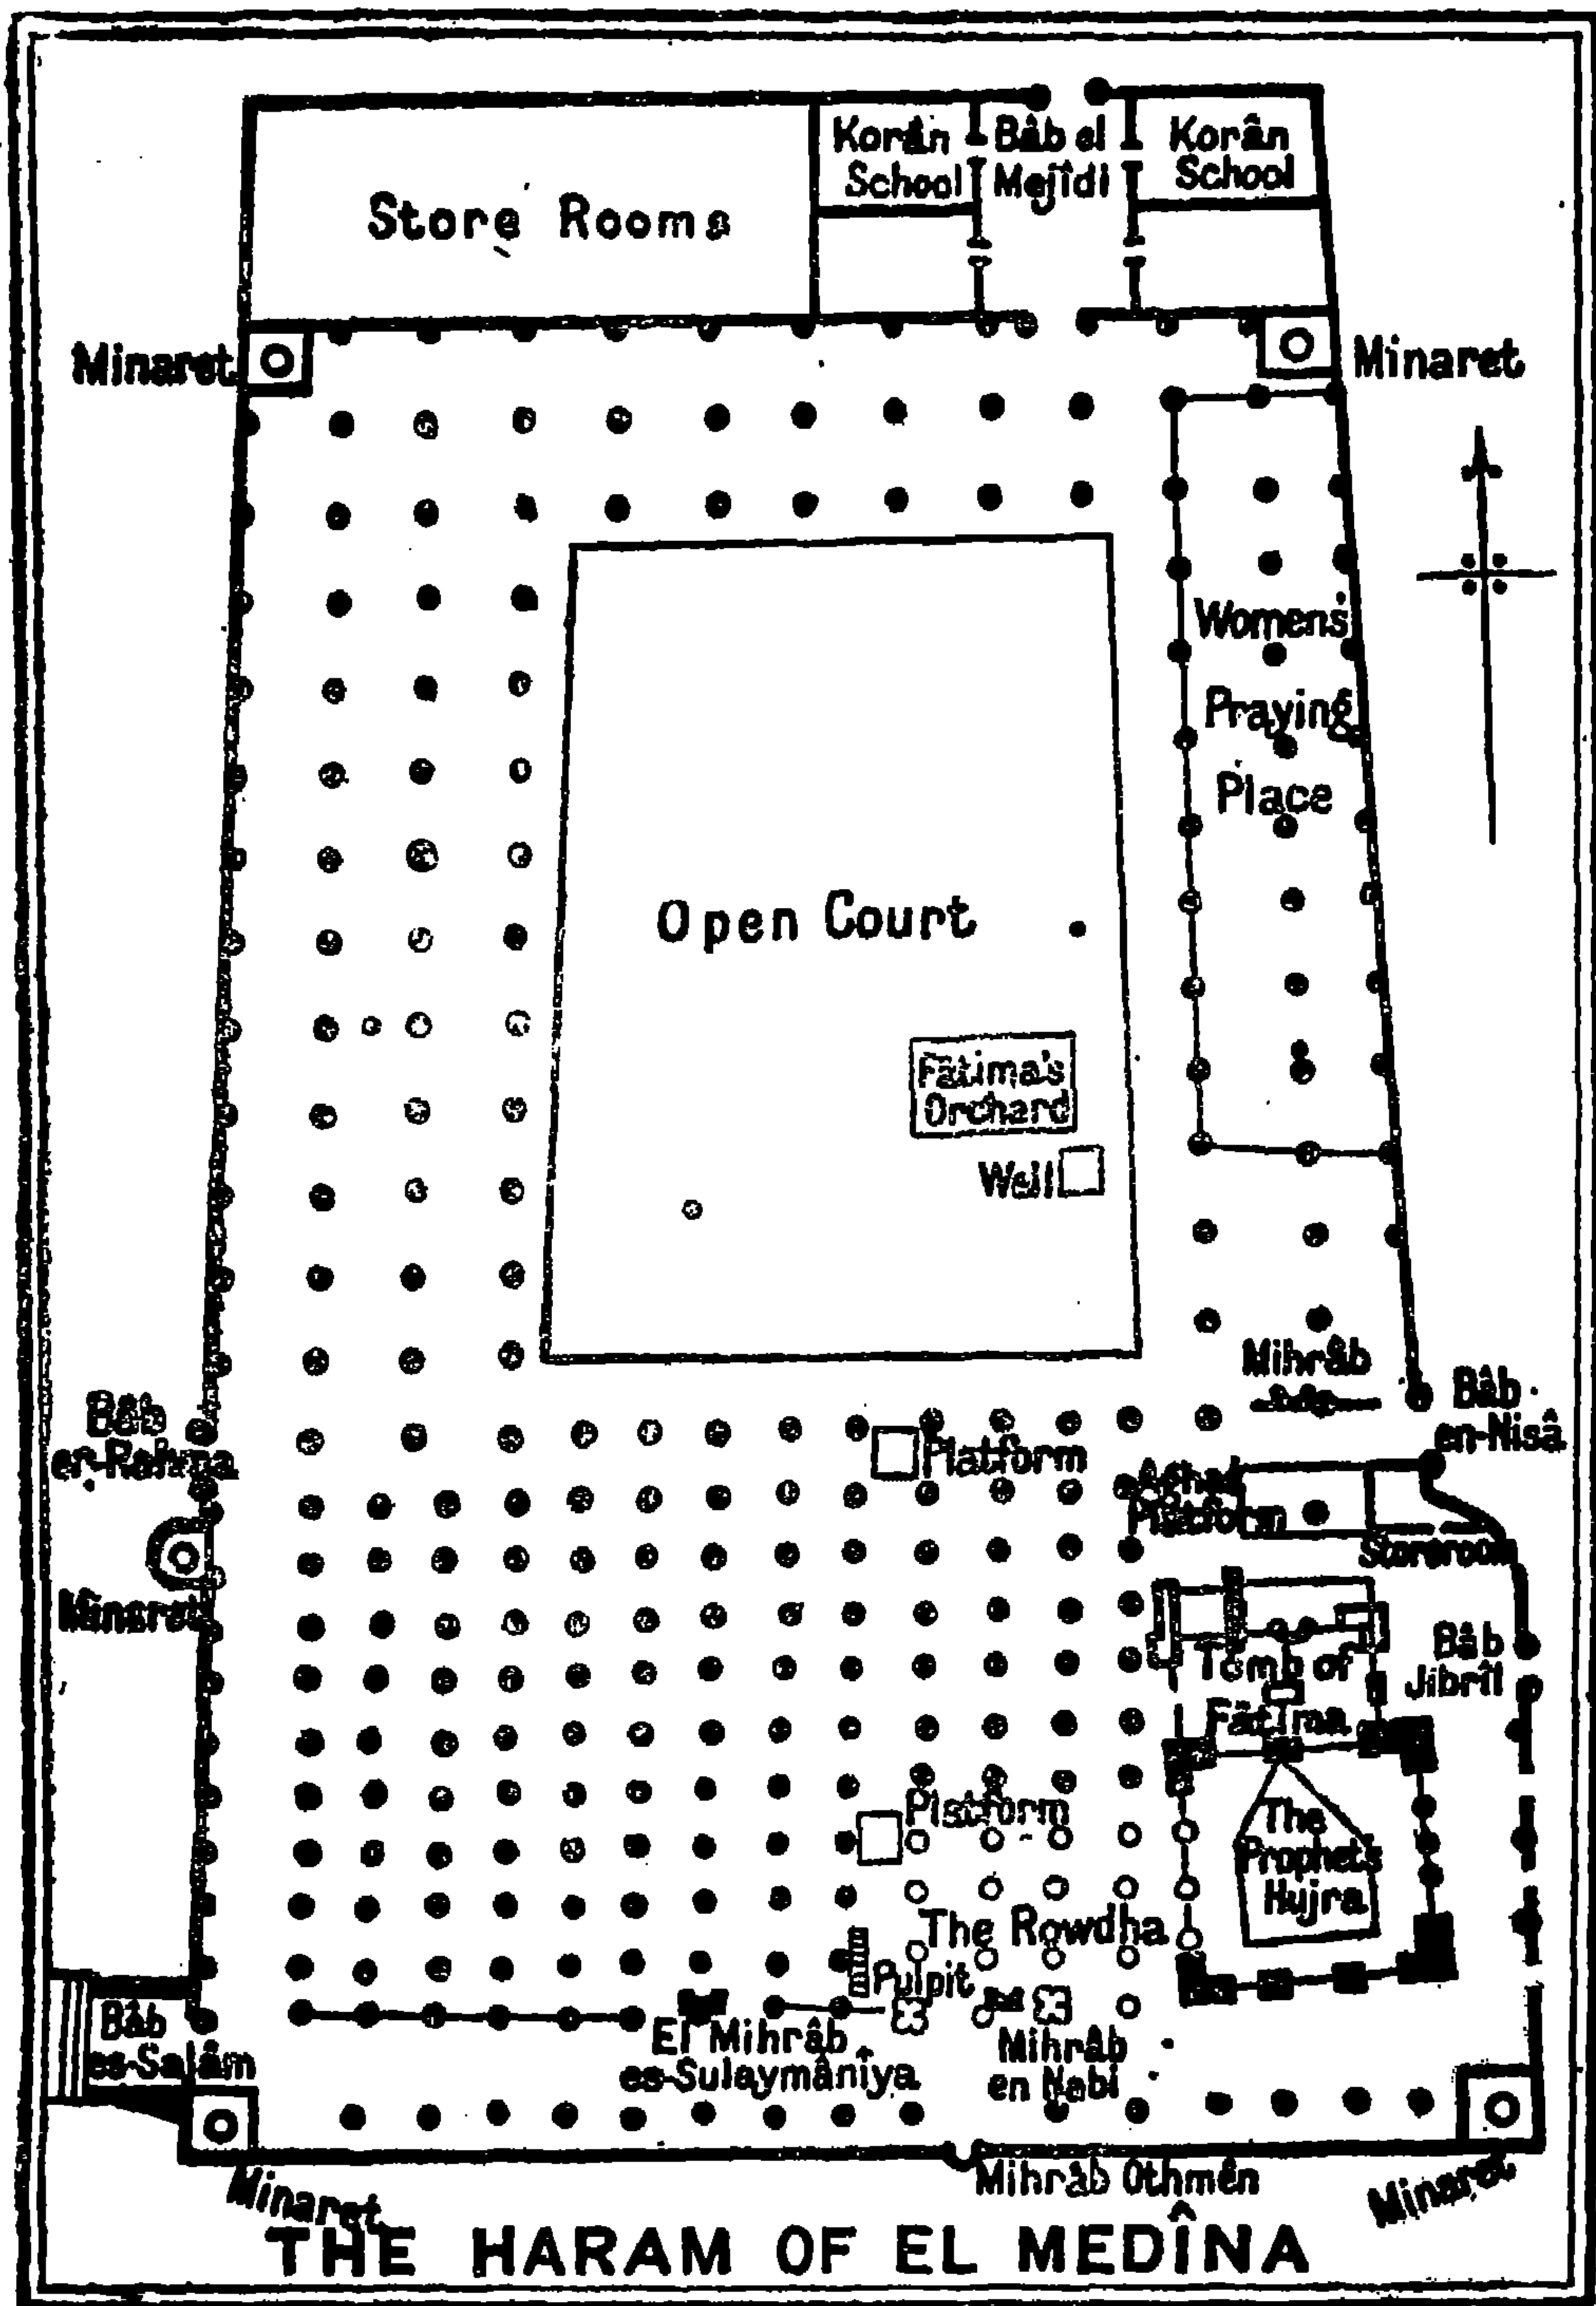 Korân
School
Bâb el
Mejîdi
Korân
School
Store Rooms
Minaret
Minaret
Womens'
Praying
Place
Open Court
Fâtima's
Orchard
Well
Mihrâb
Bâb
en-Nisâ
Bâb
er-Rahma
Platform
Platform
Storeroom
Minaret
Tomb of
Fâtima
Bâb
Jibrîl
Platform
The
Prophet's
Hujra
The Rowdha
Pulpit
Bâb
es-Salâm
El Mihrâb
es-Sulaymânîya
Mihrâb
en Nabi
Mihrâb Othmên
Minaret
Minaret
THE HARAM OF EL MEDÎNA